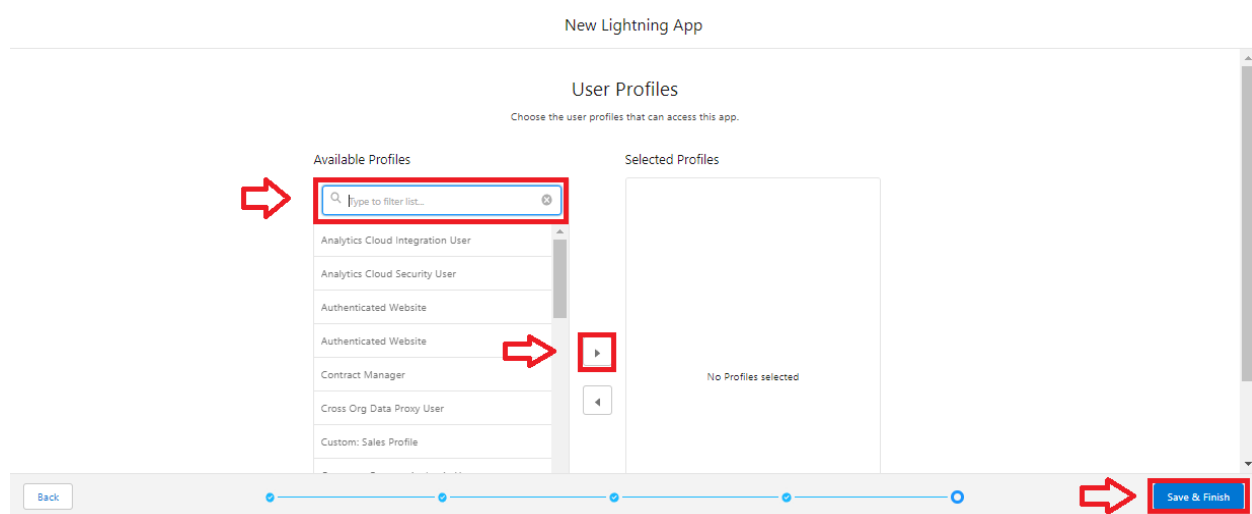 New Lightning App
User Profiles
Choose the user profiles that can access this app.
Available Profiles
Selected Profiles
Type to filter list...
Analytics Cloud Integration User
Analytics Cloud Security User
Authenticated Website
Authenticated Website
Contract Manager
Cross Org Data Proxy User
Custom: Sales Profile
No Profiles selected
Back
Save & Finish